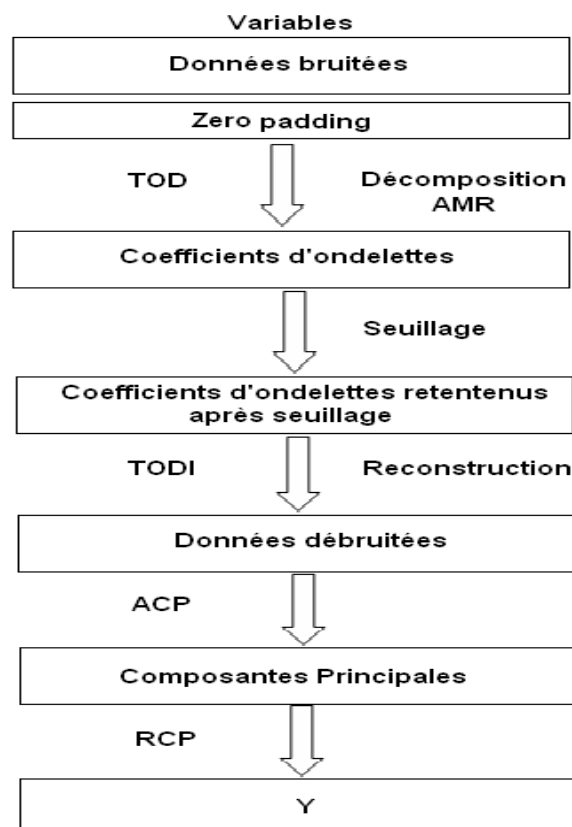 Variables
Données bruitées
Zero padding
TOD
Décomposition
AMR
Coefficients d'ondelettes
Seuillage
Coefficients d'ondelettes retentenus
après seuillage
TODI
Reconstruction
Données débruitées
ACP
Composantes Principales
RCP
Y